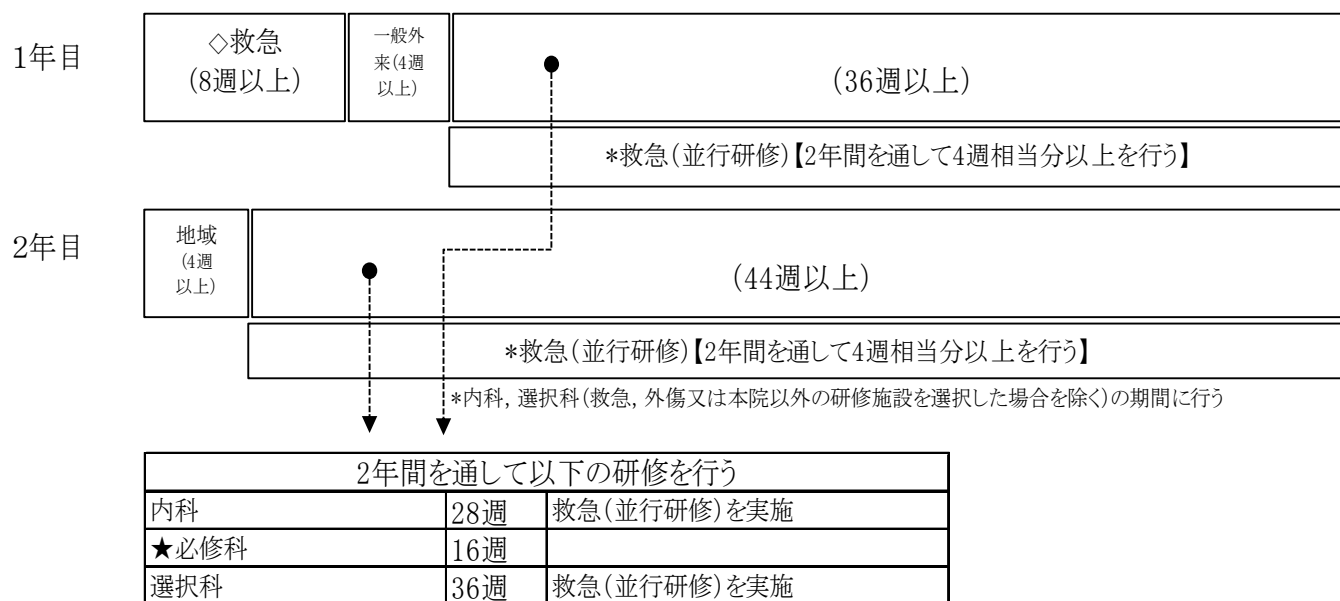 1年目
◇救急
(8週以上)
一般外
来(4週
以上)
(36週以上)
*救急(並行研修)【2年間を通して4週相当分以上を行う】
2年目
地域
(4週
以上)
(44週以上)
*救急(並行研修)【2年間を通して4週相当分以上を行う】
*内科, 選択科(救急, 外傷又は本院以外の研修施設を選択した場合を除く)の期間に行う
2年間を通して以下の研修を行う
内科 28週 救急(並行研修)を実施
★必修科 16週
選択科 36週 救急(並行研修)を実施